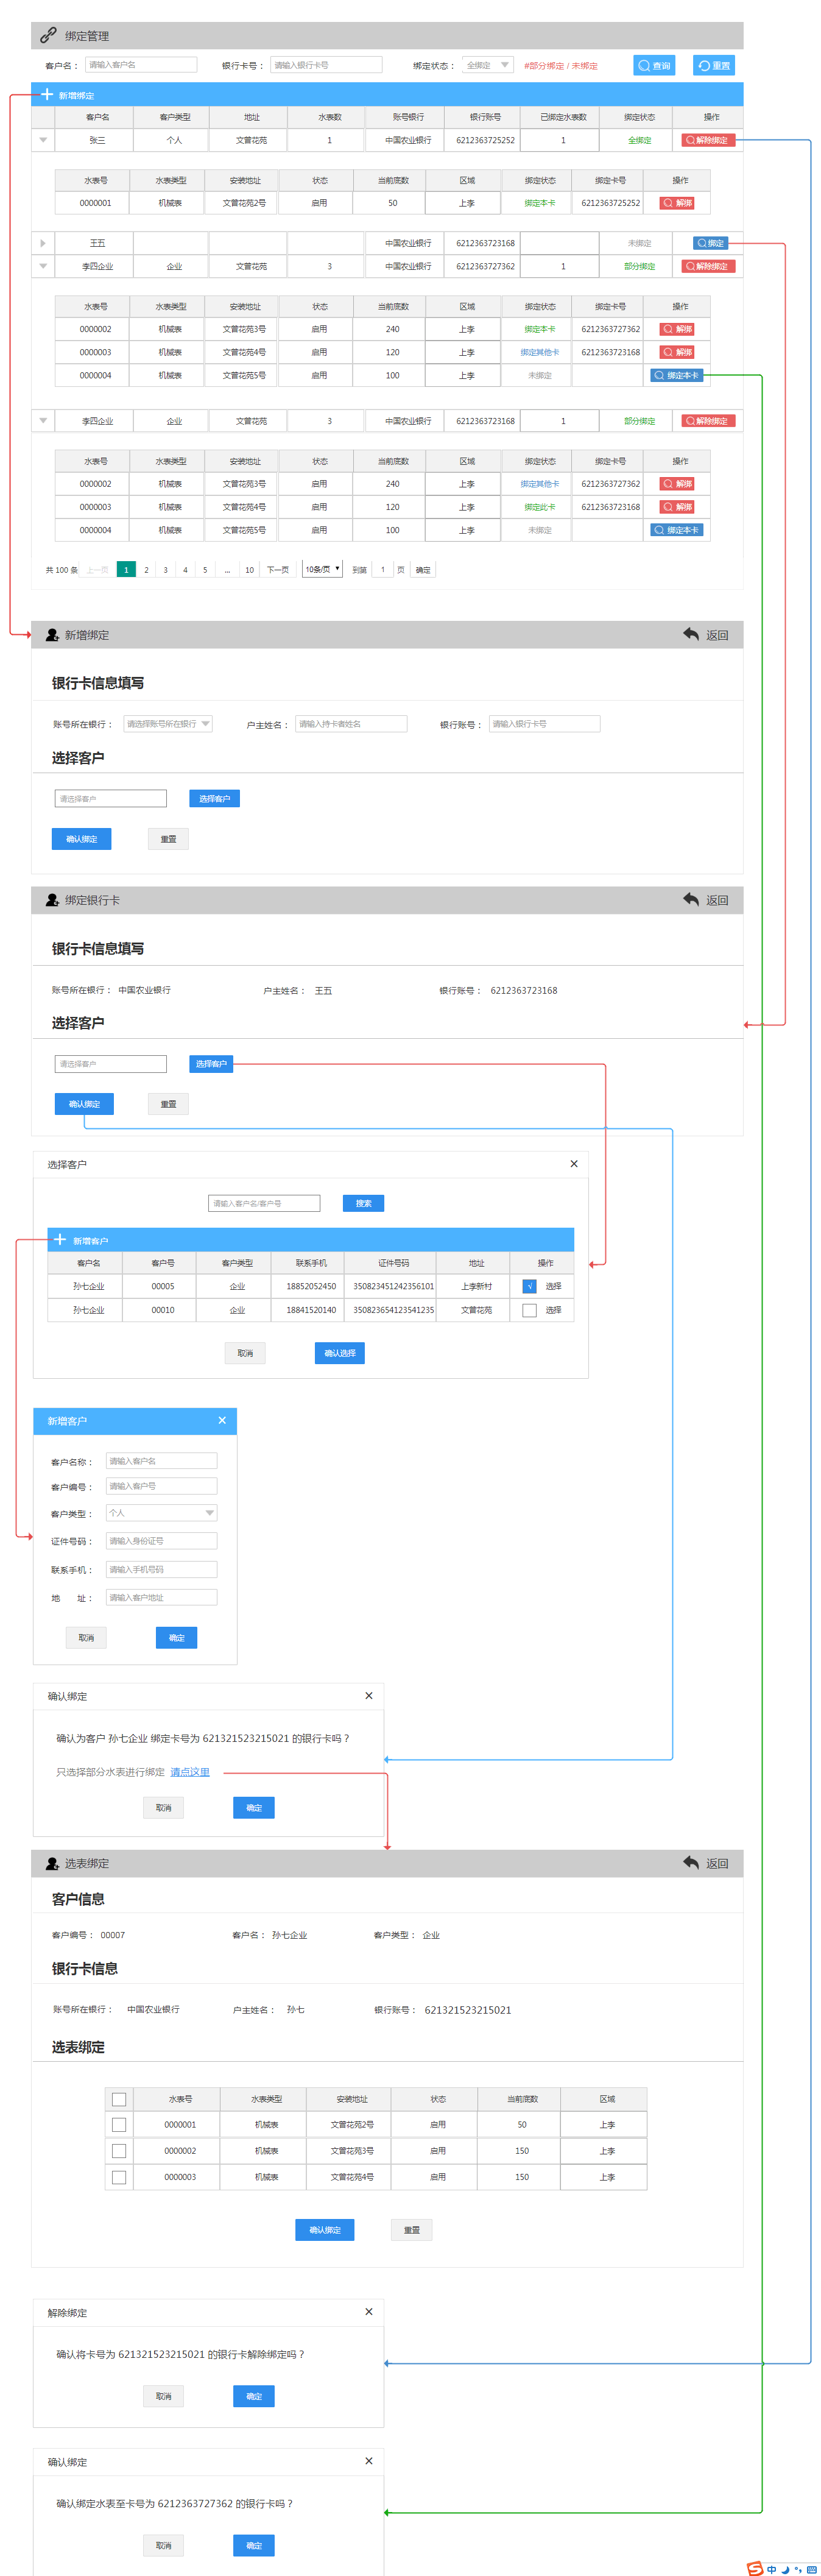 绑定管理
客户名： 请输入客户名 银行卡号： 请输入银行卡号 绑定状态： 全绑定 #部分绑定 / 未绑定 查询 重置
新增绑定
客户名 客户类型 地址 水表数 账号银行 银行账号 已绑定水表数 绑定状态 操作
张三 个人 文曾花苑 1 中国农业银行 6212363725252 1 全绑定 解除绑定
水表号 水表类型 安装地址 状态 当前底数 区域 绑定状态 绑定卡号 操作
0000001 机械表 文曾花苑2号 启用 50 上李 绑定本卡 6212363725252 解绑
王五 中国农业银行 6212363723168 未绑定 绑定
李四企业 企业 文曾花苑 3 中国农业银行 6212363727362 1 部分绑定 解除绑定
水表号 水表类型 安装地址 状态 当前底数 区域 绑定状态 绑定卡号 操作
0000002 机械表 文曾花苑3号 启用 240 上李 绑定本卡 6212363727362 解绑
0000003 机械表 文曾花苑4号 启用 120 上李 绑定其他卡 6212363723168 解绑
0000004 机械表 文曾花苑5号 启用 100 上李 未绑定 绑定本卡
李四企业 企业 文曾花苑 3 中国农业银行 6212363723168 1 部分绑定 解除绑定
水表号 水表类型 安装地址 状态 当前底数 区域 绑定状态 绑定卡号 操作
0000002 机械表 文曾花苑3号 启用 240 上李 绑定其他卡 6212363727362 解绑
0000003 机械表 文曾花苑4号 启用 120 上李 绑定此卡 6212363723168 解绑
0000004 机械表 文曾花苑5号 启用 100 上李 未绑定 绑定本卡
共 100 条 上一页 1 2 3 4 5 ... 10 下一页 10条/页 到第 1 页 确定
新增绑定 返回
银行卡信息填写
账号所在银行： 请选择账号所在银行 户主姓名： 请输入持卡者姓名 银行账号： 请输入银行卡号
选择客户
请选择客户 选择客户
确认绑定 重置
绑定银行卡 返回
银行卡信息填写
账号所在银行： 中国农业银行 户主姓名： 王五 银行账号： 6212363723168
选择客户
请选择客户 选择客户
确认绑定 重置
选择客户 ×
请输入客户名/客户号 搜索
新增客户
客户名 客户号 客户类型 联系手机 证件号码 地址 操作
孙七企业 00005 企业 18852052450 350823451242356101 上李新村 √ 选择
孙七企业 00010 企业 18841520140 350823654123541235 文曾花苑 选择
取消 确认选择
新增客户 ×
客户名称： 请输入客户名
客户编号： 请输入客户号
客户类型： 个人
证件号码： 请输入身份证号
联系手机： 请输入手机号码
地 址： 请输入客户地址
取消 确定
确认绑定 ×
确认为客户 孙七企业 绑定卡号为 621321523215021 的银行卡吗？
只选择部分水表进行绑定 请点这里
取消 确定
选表绑定 返回
客户信息
客户编号： 00007 客户名： 孙七企业 客户类型： 企业
银行卡信息
账号所在银行： 中国农业银行 户主姓名： 孙七 银行账号： 621321523215021
选表绑定
水表号 水表类型 安装地址 状态 当前底数 区域
0000001 机械表 文曾花苑2号 启用 50 上李
0000002 机械表 文曾花苑3号 启用 150 上李
0000003 机械表 文曾花苑4号 启用 150 上李
确认绑定 重置
解除绑定 ×
确认将卡号为 621321523215021 的银行卡解除绑定吗？
取消 确定
确认绑定 ×
确认绑定水表至卡号为 6212363727362 的银行卡吗？
取消 确定
S 中